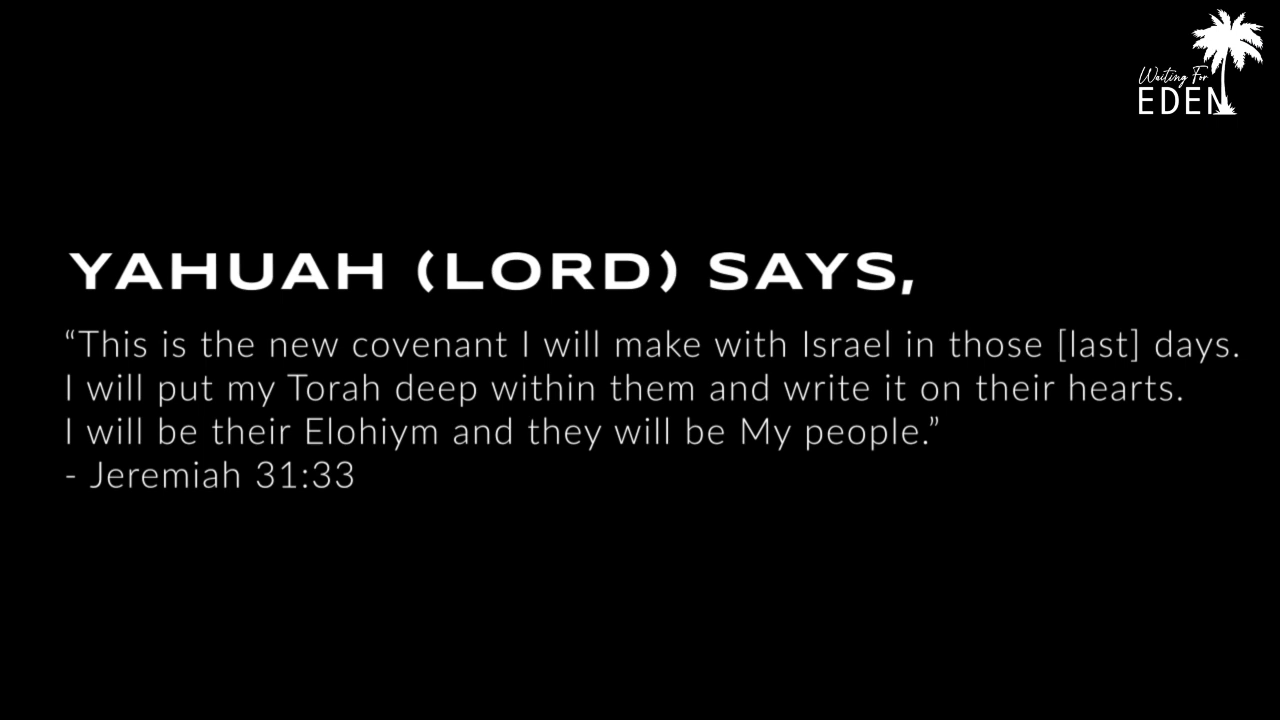 Waiting For
EDEN
YAHUAH (LORD) SAYS,
“This is the new covenant I will make with Israel in those [last] days.
I will put my Torah deep within them and write it on their hearts.
I will be their Elohiym and they will be My people.”
- Jeremiah 31:33